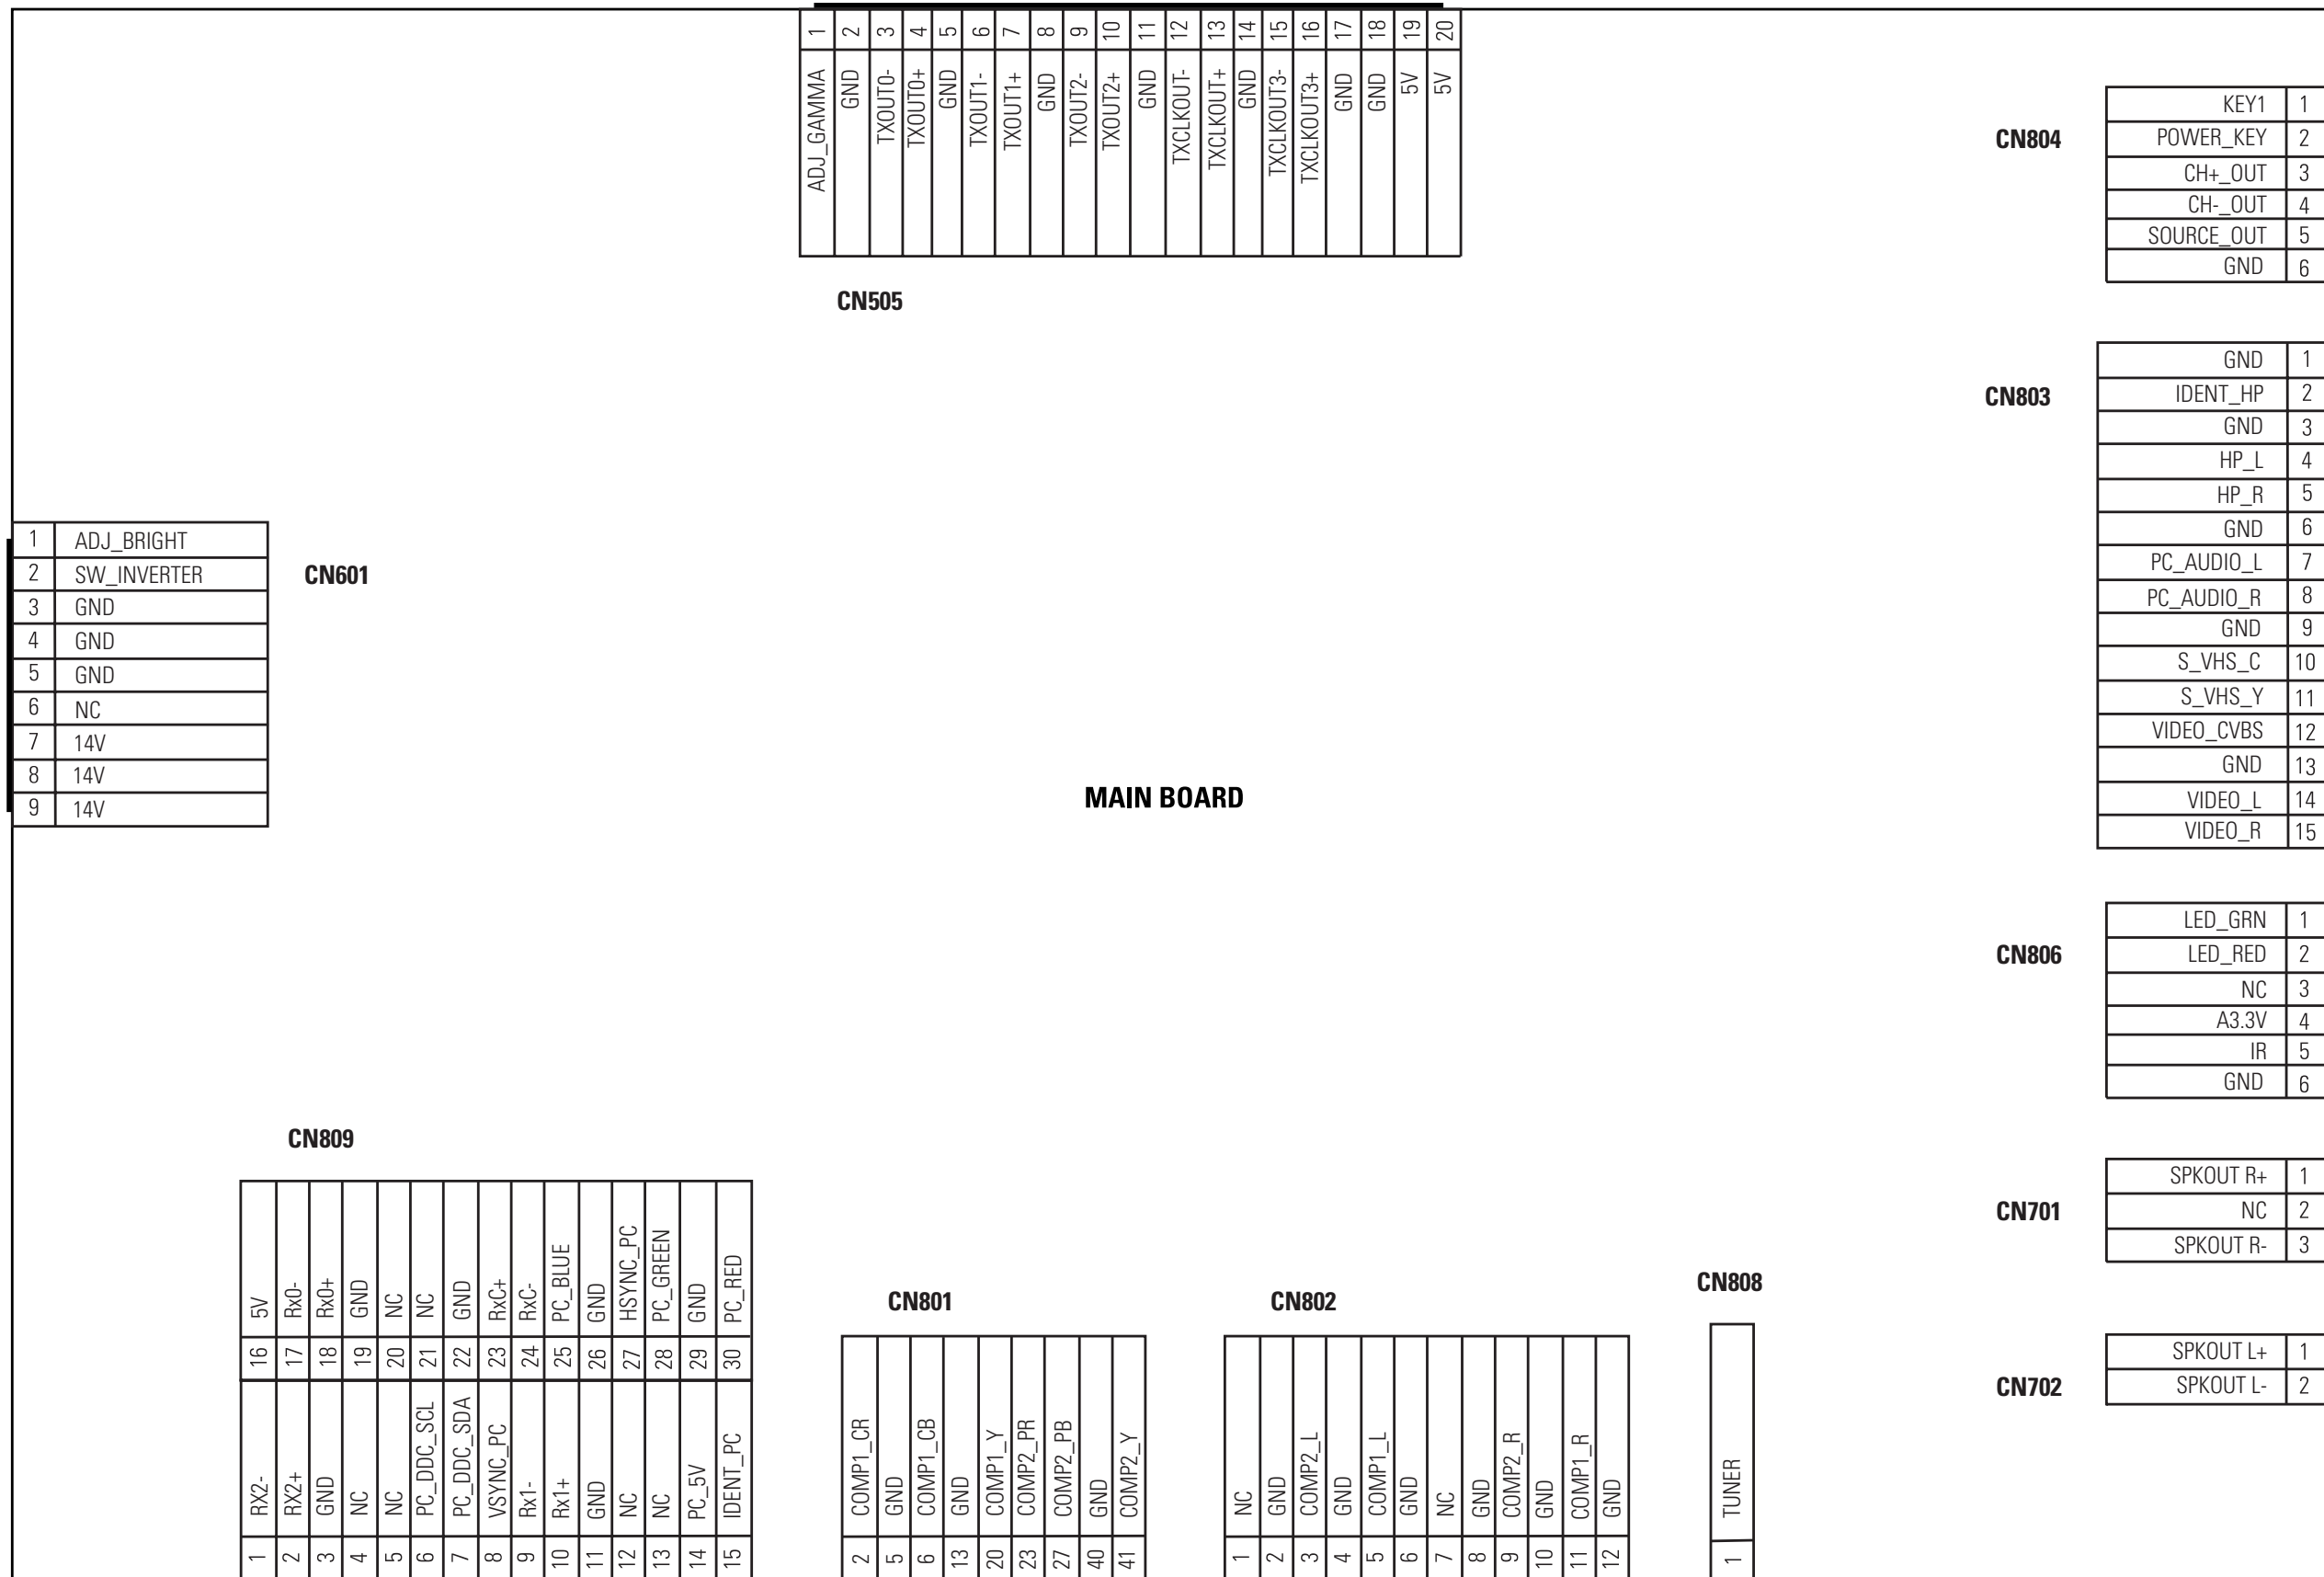 1 2 3 4 5 6 7 8 9 10 11 12 13 14 15 16 17 18 19 20
ADJ_GAMMA GND TXOUT0- TXOUT0+ GND TXOUT1- TXOUT1+ GND TXOUT2- TXOUT2+ GND TXCLKOUT- TXCLKOUT+ GND TXCLKOUT3- TXCLKOUT3+ GND GND 5V 5V
CN505
CN804
KEY1 1
POWER_KEY 2
CH+_OUT 3
CH-_OUT 4
SOURCE_OUT 5
GND 6
CN803
GND 1
IDENT_HP 2
GND 3
HP_L 4
HP_R 5
GND 6
PC_AUDIO_L 7
PC_AUDIO_R 8
GND 9
S_VHS_C 10
S_VHS_Y 11
VIDEO_CVBS 12
GND 13
VIDEO_L 14
VIDEO_R 15
1 ADJ_BRIGHT
2 SW_INVERTER
3 GND
4 GND
5 GND
6 NC
7 14V
8 14V
9 14V
CN601
MAIN BOARD
CN806
LED_GRN 1
LED_RED 2
NC 3
A3.3V 4
IR 5
GND 6
CN701
SPKOUT R+ 1
NC 2
SPKOUT R- 3
CN702
SPKOUT L+ 1
SPKOUT L- 2
CN809
5V Rx0- Rx0+ GND NC NC GND RxC+ RxC- PC_BLUE GND HSYNC_PC PC_GREEN GND PC_RED
16 17 18 19 20 21 22 23 24 25 26 27 28 29 30
RX2- RX2+ GND NC NC PC_DDC_SCL PC_DDC_SDA VSYNC_PC Rx1- Rx1+ GND NC NC PC_5V IDENT_PC
1 2 3 4 5 6 7 8 9 10 11 12 13 14 15
CN801
COMP1_CR GND COMP1_CB GND COMP1_Y COMP2_PR COMP2_PB GND COMP2_Y
2 5 6 13 20 23 27 40 41
CN802
NC GND COMP2_L GND COMP1_L GND NC GND COMP2_R GND COMP1_R GND
1 2 3 4 5 6 7 8 9 10 11 12
CN808
TUNER
1